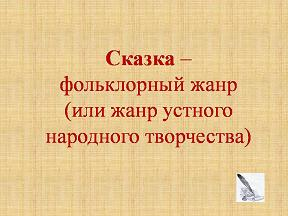 Сказка –
фольклорный жанр
(или жанр устного
народного творчества)